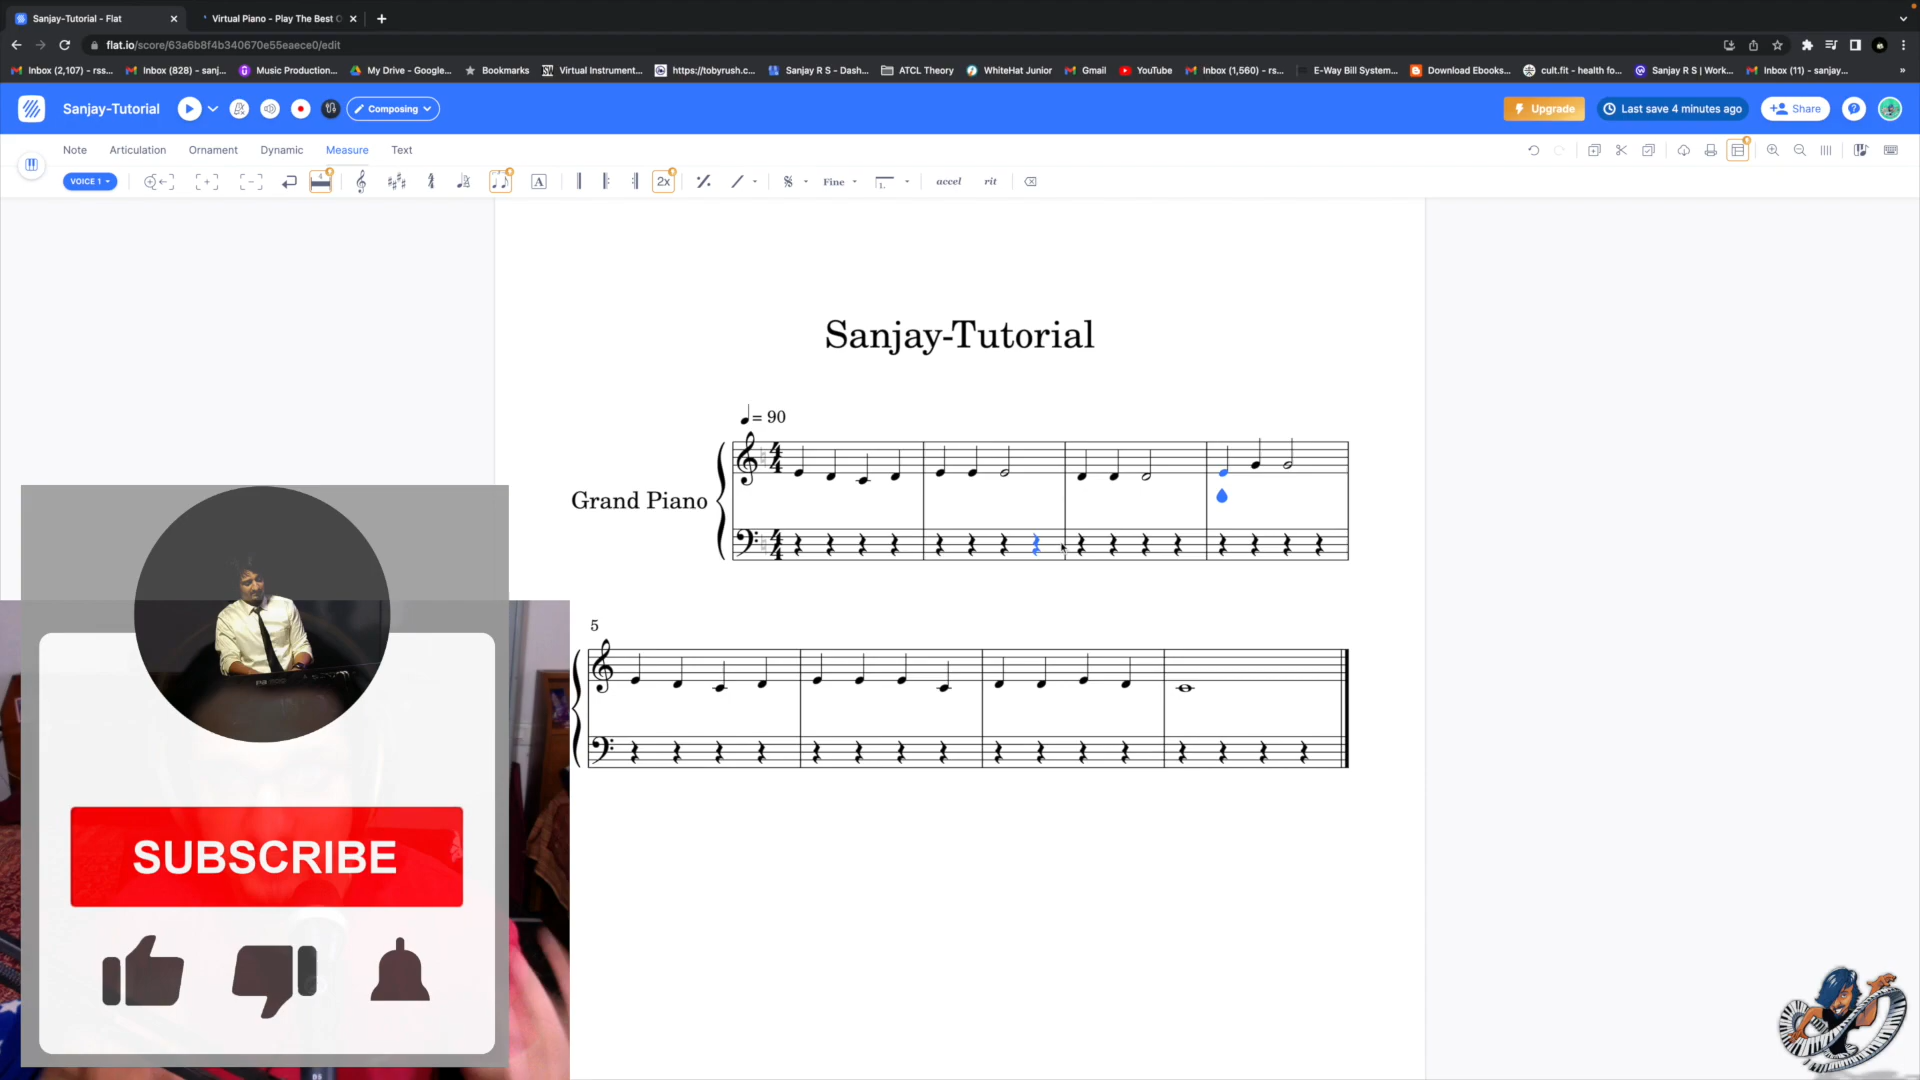 Sanjay-Tutorial - Flat
Virtual Piano - Play The Best O
flat.io/score/63a6b8f4b340670e55eaece0/edit
Inbox (2,107) - rss...
Inbox (828) - sanj...
Music Production...
My Drive - Google...
Bookmarks
Virtual Instrument...
https://tobyrush.c...
Sanjay R S - Dash...
ATCL Theory
WhiteHat Junior
Gmail
YouTube
Inbox (1,560) - rs...
E-Way Bill System...
Download Ebooks...
cult.fit - health fo...
Sanjay R S | Work...
Inbox (11) - sanjay...
Sanjay-Tutorial
Composing
Upgrade
Last save 4 minutes ago
Share
Note
Articulation
Ornament
Dynamic
Measure
Text
VOICE 1
A
2x
Fine
1.
accel
rit
Sanjay-Tutorial
= 90
Grand Piano
5
SUBSCRIBE